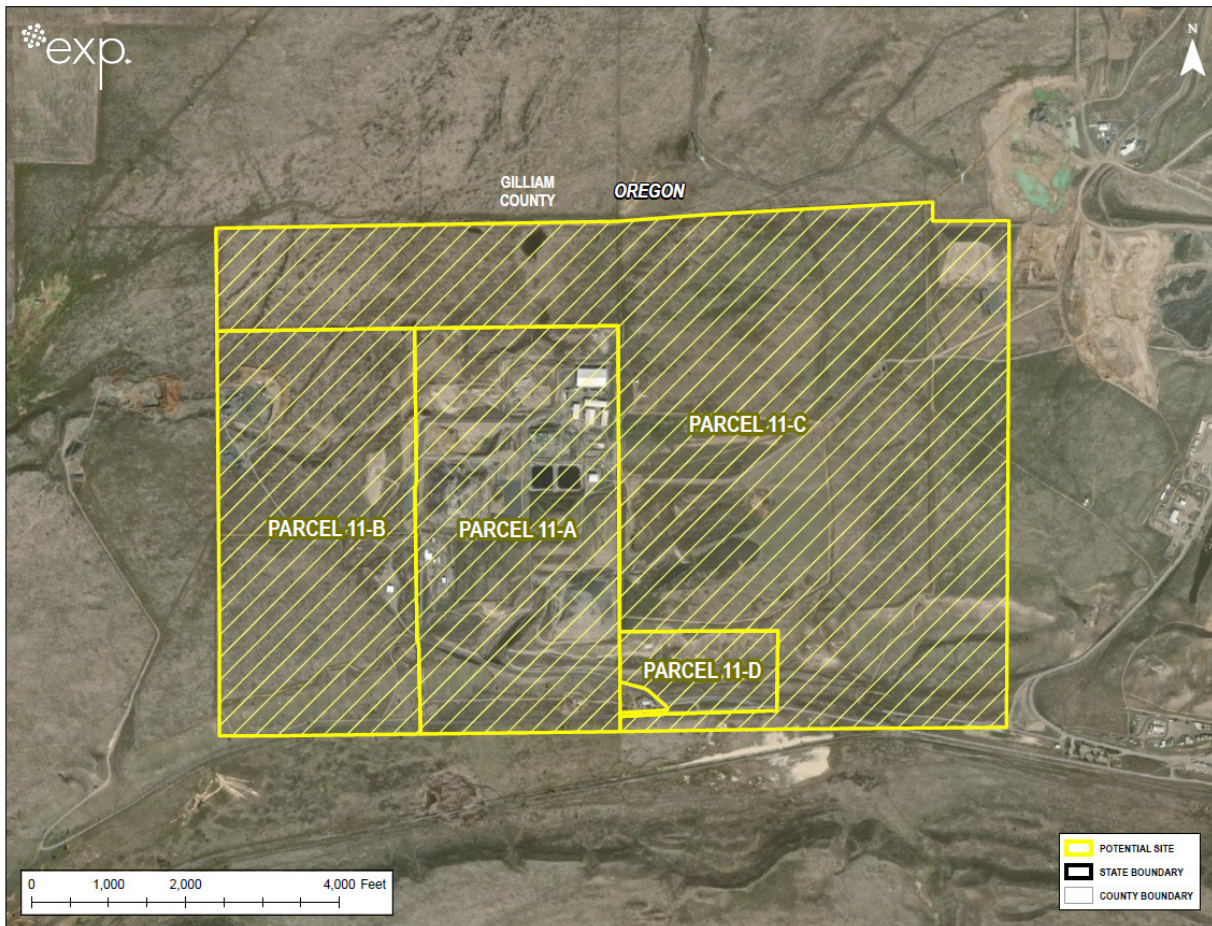 exp.
N
GILLIAM
COUNTY
OREGON
PARCEL 11-C
PARCEL 11-B
PARCEL 11-A
PARCEL 11-D
0 1,000 2,000 4,000 Feet
POTENTIAL SITE
STATE BOUNDARY
COUNTY BOUNDARY